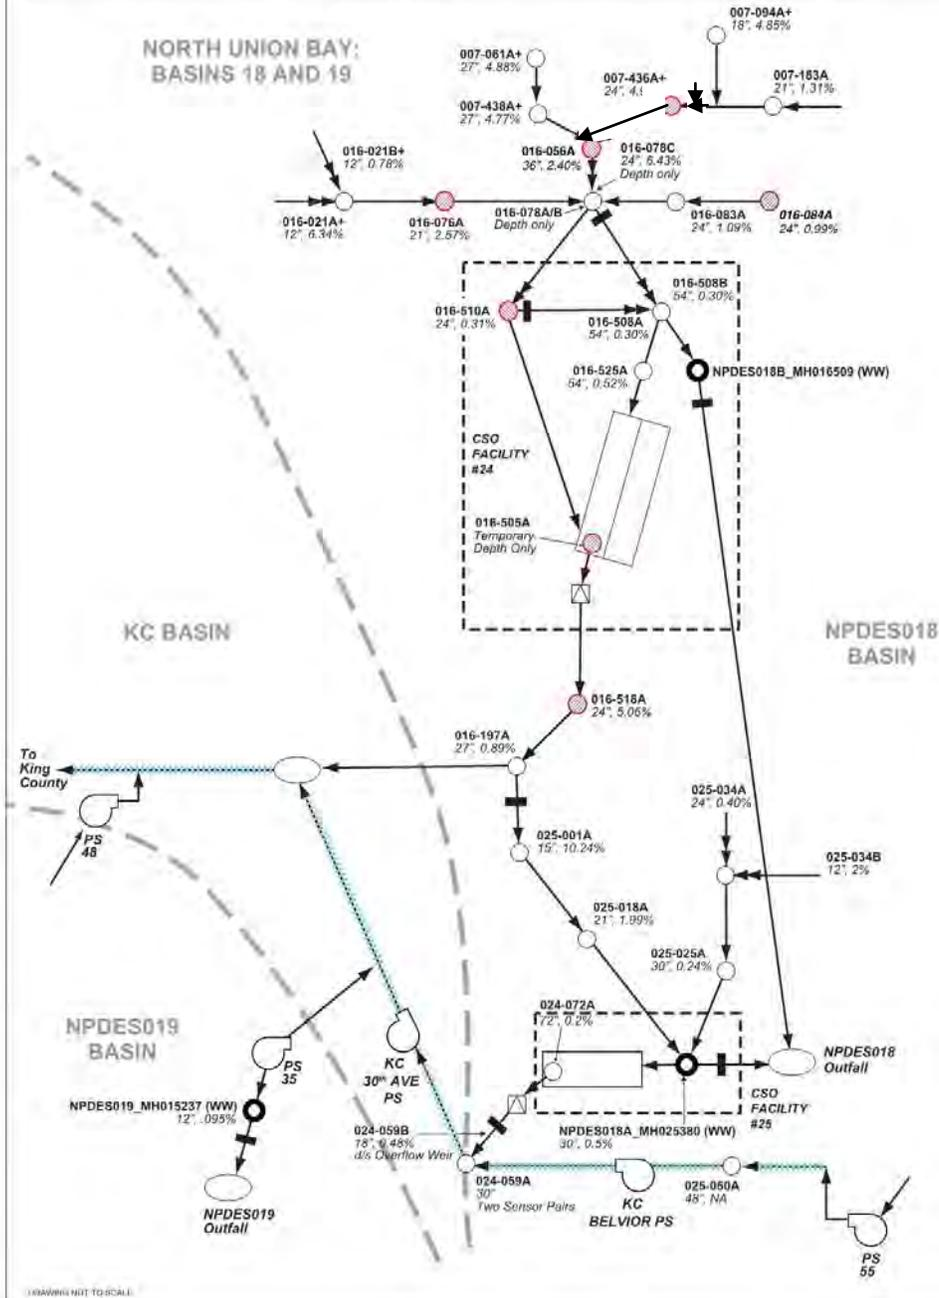 NORTH UNION BAY:
BASINS 18 AND 19
007-094A+
18", 4.85%
007-061A+
27", 4.88%
007-436A+
24", 4.
007-163A
21", 1.31%
007-438A+
27", 4.77%
016-021B+
12", 0.78%
016-056A
36", 2.40%
016-078C
24", 6.43%
Depth only
016-021A+
12", 6.34%
016-076A
21", 2.57%
016-078A/B
Depth only
016-083A
24", 1.09%
016-084A
24", 0.99%
016-508B
54", 0.30%
016-510A
24", 0.31%
016-508A
54", 0.30%
016-525A
54", 0.52%
NPDES018B_MH016509 (WW)
CSO
FACILITY
#24
016-505A
Temporary
Depth Only
KC BASIN
NPDES018
BASIN
016-518A
24", 5.06%
016-197A
27", 0.89%
To
King
County
PS
48
025-034A
24", 0.40%
025-001A
15", 10.24%
025-034B
12", 2%
025-018A
21", 1.99%
025-025A
30", 0.24%
NPDES019
BASIN
024-072A
72", 0.2%
KC
30th AVE
PS
PS
35
NPDES018
Outfall
NPDES019_MH015237 (WW)
12", .095%
CSO
FACILITY
#25
024-059B
18", 0.48%
d/s Overflow Weir
NPDES018A_MH025380 (WW)
30", 0.5%
024-059A
30"
Two Sensor Pairs
KC
BELVIOR PS
025-060A
48", NA
NPDES019
Outfall
PS
55
DRAWING NOT TO SCALE